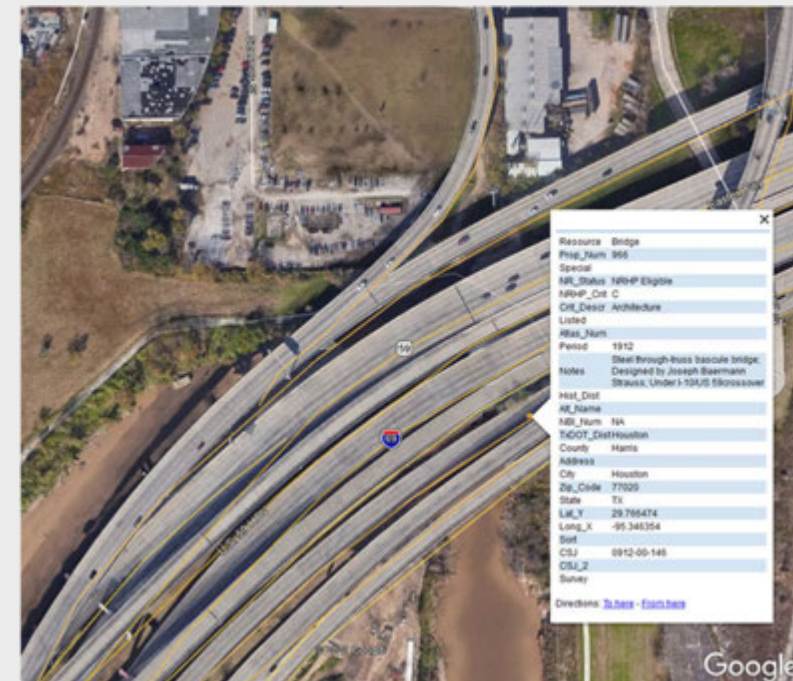 59
69
×
Resource Bridge
Prop_Num 966
Special
NR_Status NRHP Eligible
NRHP_Crit C
Crit_Descr Architecture
Listed
Atlas_Num
Period 1912
Steel through-truss bascule bridge;
Notes Designed by Joseph Baermann
Strauss; Under I-10/US 59crossover
Hist_Dist
Alt_Name
NBI_Num NA
TxDOT_DistHouston
County Harris
Address
City Houston
Zip_Code 77020
State TX
Lat_Y 29.766474
Long_X -95.346354
Sort
CSJ 0912-00-146
CSJ_2
Survey
Directions: To here - From here
Google